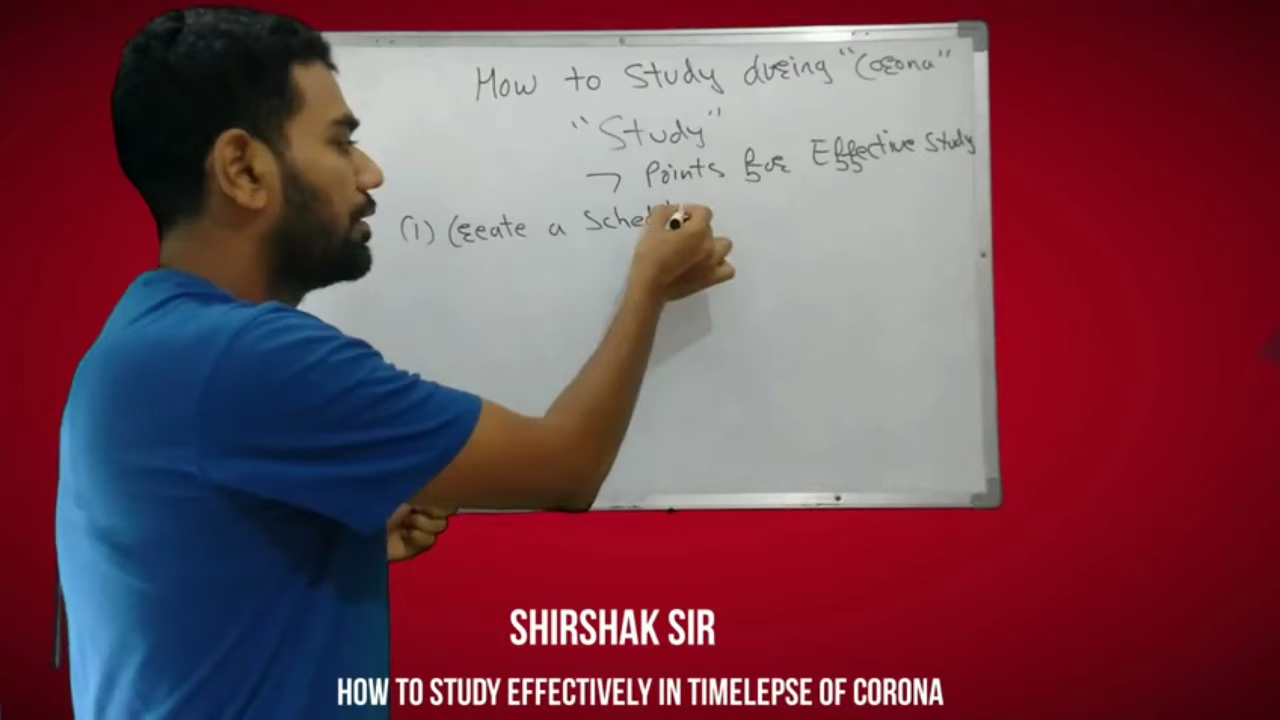 How to Study during "Corona"
"Study"
→ Points for Effective Study
(1) Create a Sched
SHIRSHAK SIR
HOW TO STUDY EFFECTIVELY IN TIMELEPSE OF CORONA